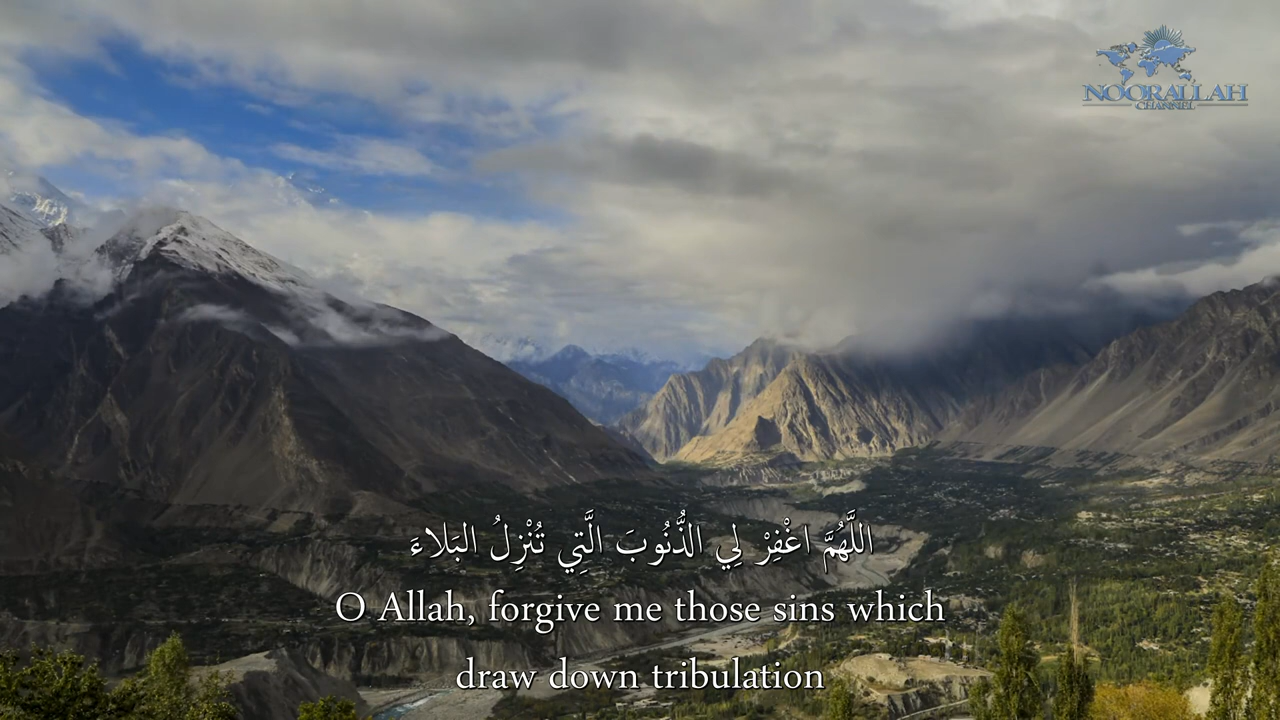 NOORALLAH
CHANNEL
اللَّهُمَّ اغْفِرْ لِي الذُّنُوبَ الَّتِي تُنْزِلُ البَلاءَ
O Allah, forgive me those sins which
draw down tribulation